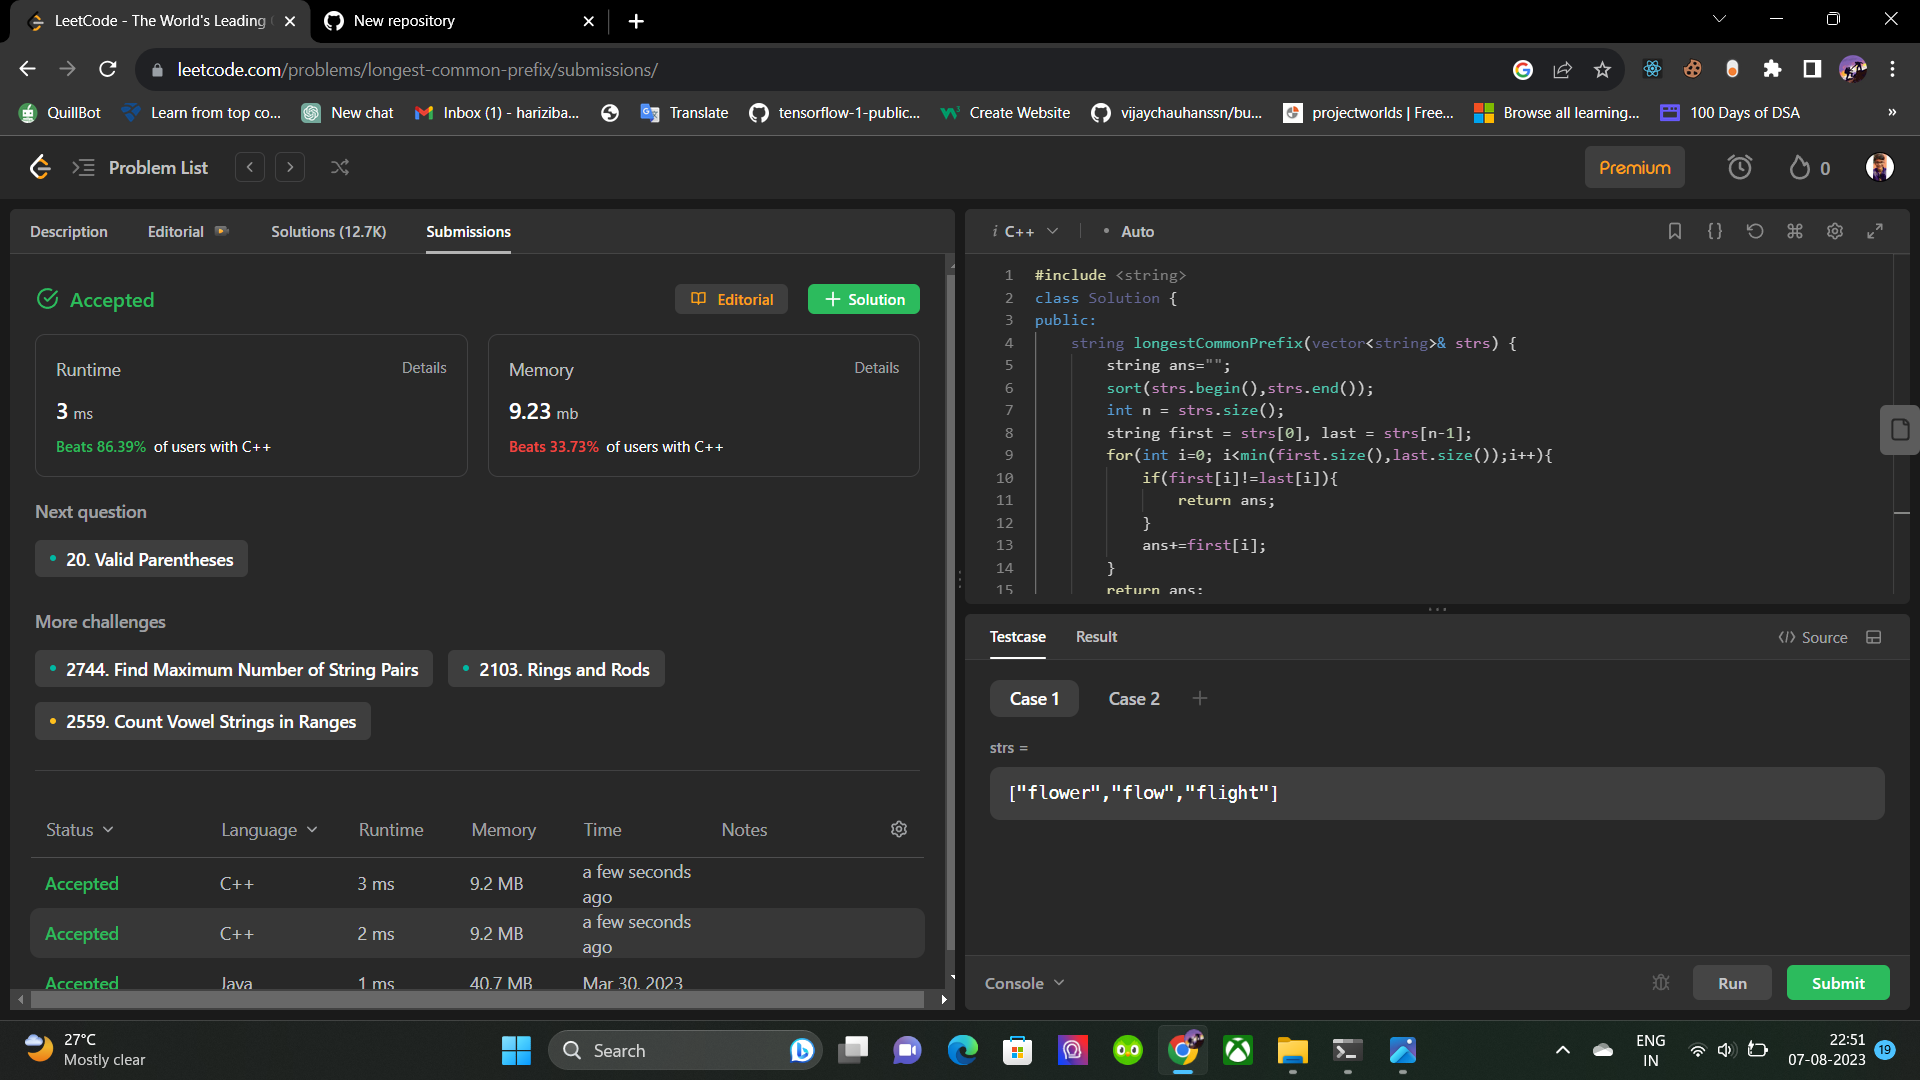 LeetCode - The World's Leading
New repository
leetcode.com/problems/longest-common-prefix/submissions/
QuillBot
Learn from top co...
New chat
Inbox (1) - hariziba...
Translate
tensorflow-1-public...
Create Website
vijaychauhanssn/bu...
projectworlds | Free...
Browse all learning...
100 Days of DSA
»
Problem List
Premium
0
Description
Editorial
Solutions (12.7K)
Submissions
Accepted
Editorial
+ Solution
Runtime
Details
3 ms
Beats 86.39% of users with C++
Memory
Details
9.23 mb
Beats 33.73% of users with C++
Next question
20. Valid Parentheses
More challenges
2744. Find Maximum Number of String Pairs
2103. Rings and Rods
2559. Count Vowel Strings in Ranges
Status Language Runtime Memory Time Notes
Accepted C++ 3 ms 9.2 MB a few seconds
ago
Accepted C++ 2 ms 9.2 MB a few seconds
ago
Accepted Java 1 ms 40.7 MB Mar 30, 2023
i C++ • Auto
1 #include <string>
2 class Solution {
3 public:
4 string longestCommonPrefix(vector<string>& strs) {
5 string ans="";
6 sort(strs.begin(),strs.end());
7 int n = strs.size();
8 string first = strs[0], last = strs[n-1];
9 for(int i=0; i<min(first.size(),last.size());i++){
10 if(first[i]!=last[i]){
11 return ans;
12 }
13 ans+=first[i];
14 }
15 return ans;
Testcase
Result
</> Source
Case 1
Case 2
+
strs =
["flower","flow","flight"]
Console
Run
Submit
27°C
Mostly clear
Search
ENG
IN
22:51
07-08-2023
19